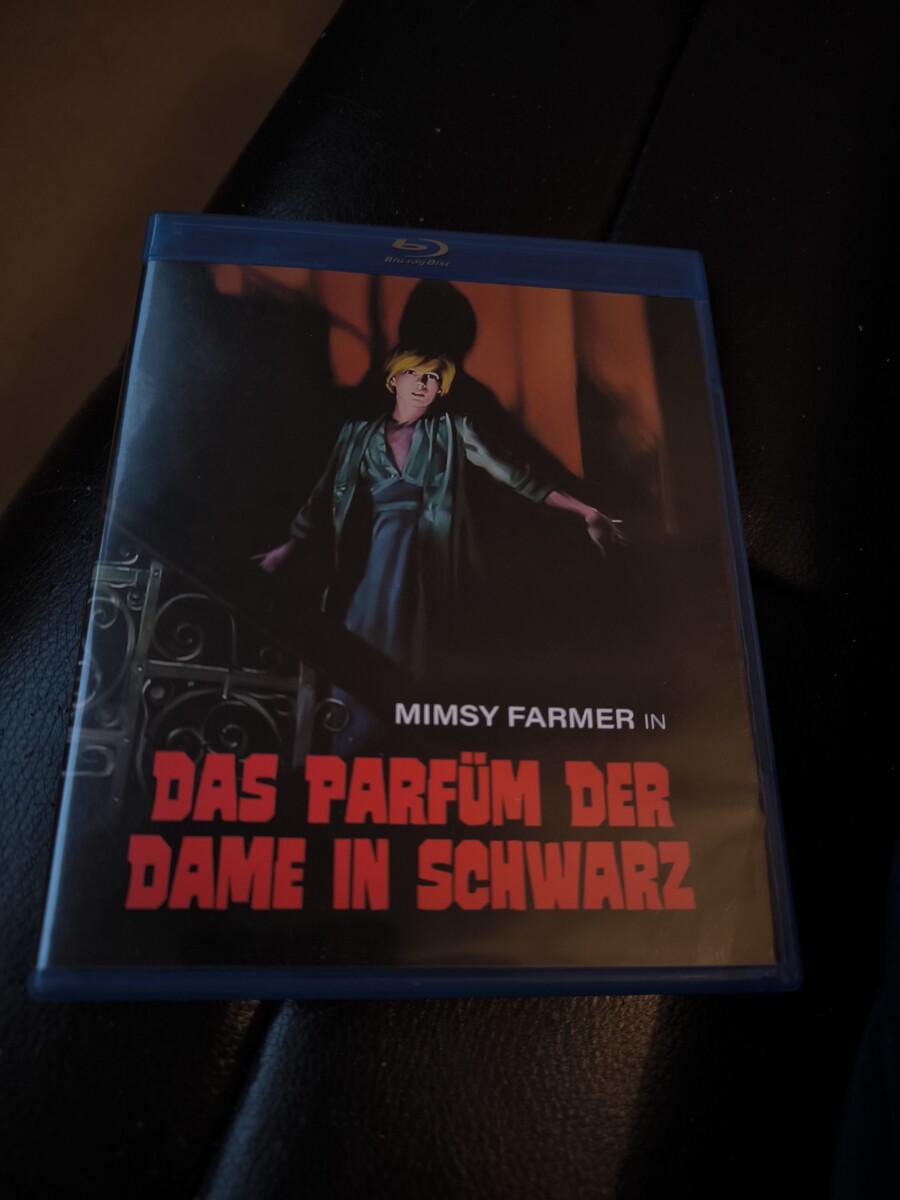 Blu-ray Disc
MIMSY FARMER IN
DAS PARFÜM DER
DAME IN SCHWARZ